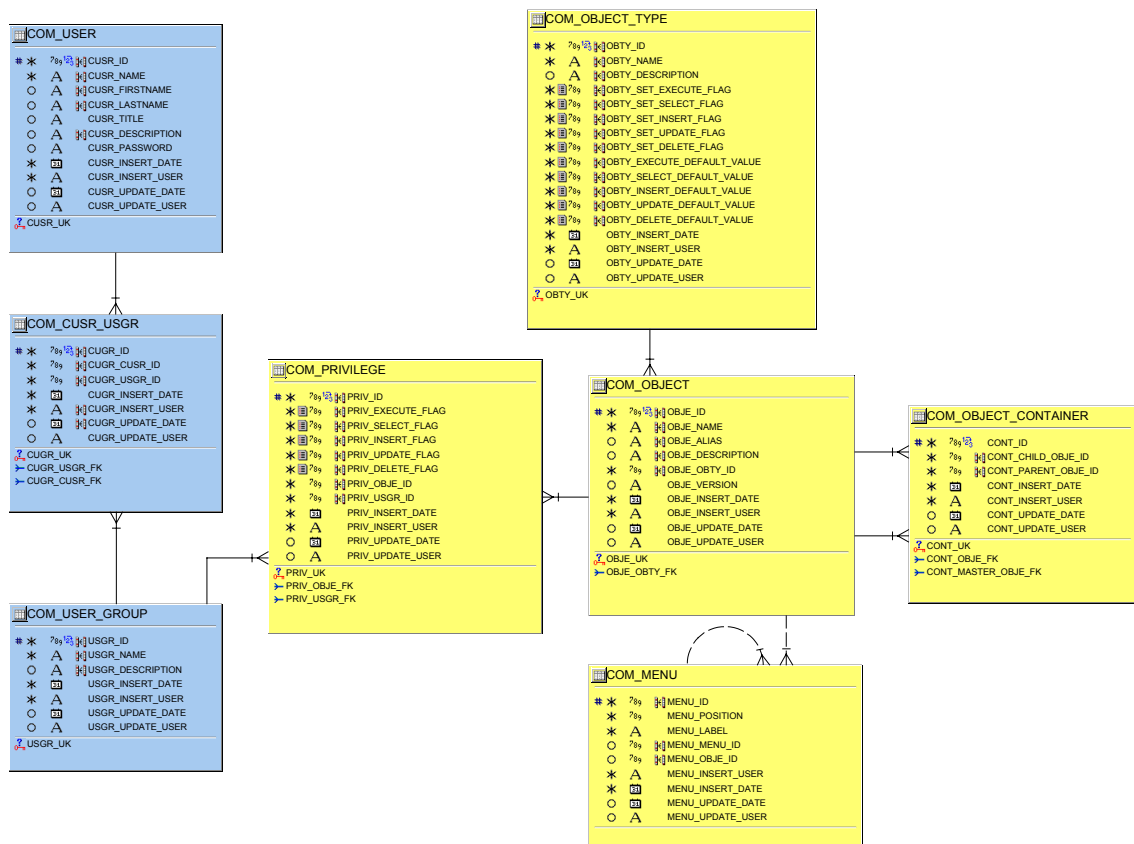 COM_USER
CUSR_ID
CUSR_NAME
CUSR_FIRSTNAME
CUSR_LASTNAME
CUSR_TITLE
CUSR_DESCRIPTION
CUSR_PASSWORD
CUSR_INSERT_DATE
CUSR_INSERT_USER
CUSR_UPDATE_DATE
CUSR_UPDATE_USER
CUSR_UK
COM_OBJECT_TYPE
OBTY_ID
OBTY_NAME
OBTY_DESCRIPTION
OBTY_SET_EXECUTE_FLAG
OBTY_SET_SELECT_FLAG
OBTY_SET_INSERT_FLAG
OBTY_SET_UPDATE_FLAG
OBTY_SET_DELETE_FLAG
OBTY_EXECUTE_DEFAULT_VALUE
OBTY_SELECT_DEFAULT_VALUE
OBTY_INSERT_DEFAULT_VALUE
OBTY_UPDATE_DEFAULT_VALUE
OBTY_DELETE_DEFAULT_VALUE
OBTY_INSERT_DATE
OBTY_INSERT_USER
OBTY_UPDATE_DATE
OBTY_UPDATE_USER
OBTY_UK
COM_CUSR_USGR
CUGR_ID
CUGR_CUSR_ID
CUGR_USGR_ID
CUGR_INSERT_DATE
CUGR_INSERT_USER
CUGR_UPDATE_DATE
CUGR_UPDATE_USER
CUGR_UK
CUGR_USGR_FK
CUGR_CUSR_FK
COM_PRIVILEGE
PRIV_ID
PRIV_EXECUTE_FLAG
PRIV_SELECT_FLAG
PRIV_INSERT_FLAG
PRIV_UPDATE_FLAG
PRIV_DELETE_FLAG
PRIV_OBJE_ID
PRIV_USGR_ID
PRIV_INSERT_DATE
PRIV_INSERT_USER
PRIV_UPDATE_DATE
PRIV_UPDATE_USER
PRIV_UK
PRIV_OBJE_FK
PRIV_USGR_FK
COM_OBJECT
OBJE_ID
OBJE_NAME
OBJE_ALIAS
OBJE_DESCRIPTION
OBJE_OBTY_ID
OBJE_VERSION
OBJE_INSERT_DATE
OBJE_INSERT_USER
OBJE_UPDATE_DATE
OBJE_UPDATE_USER
OBJE_UK
OBJE_OBTY_FK
COM_OBJECT_CONTAINER
CONT_ID
CONT_CHILD_OBJE_ID
CONT_PARENT_OBJE_ID
CONT_INSERT_DATE
CONT_INSERT_USER
CONT_UPDATE_DATE
CONT_UPDATE_USER
CONT_UK
CONT_OBJE_FK
CONT_MASTER_OBJE_FK
COM_USER_GROUP
USGR_ID
USGR_NAME
USGR_DESCRIPTION
USGR_INSERT_DATE
USGR_INSERT_USER
USGR_UPDATE_DATE
USGR_UPDATE_USER
USGR_UK
COM_MENU
MENU_ID
MENU_POSITION
MENU_LABEL
MENU_MENU_ID
MENU_OBJE_ID
MENU_INSERT_USER
MENU_INSERT_DATE
MENU_UPDATE_DATE
MENU_UPDATE_USER